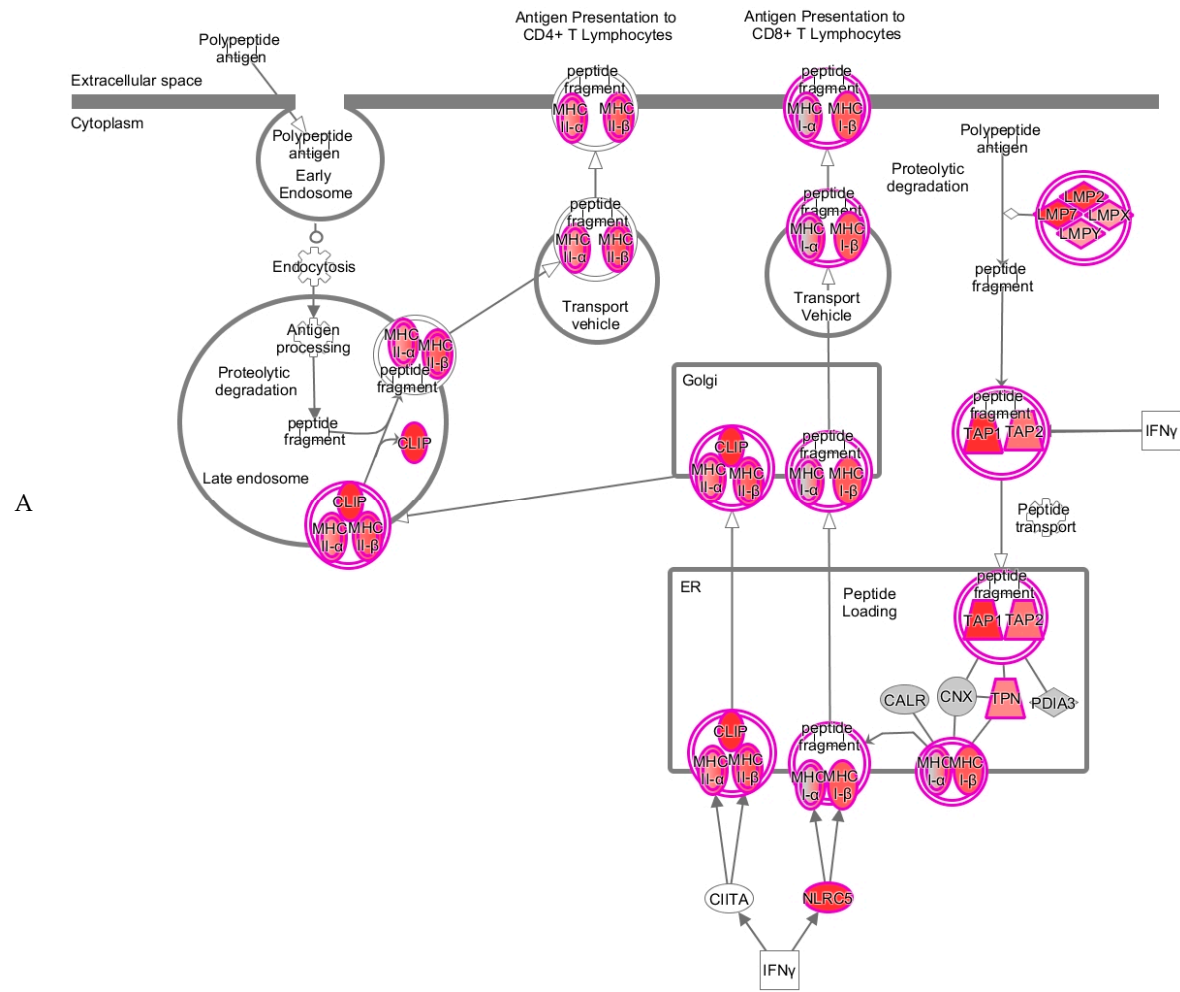 Antigen Presentation to
CD4+ T Lymphocytes
Antigen Presentation to
CD8+ T Lymphocytes
Polypeptide
antigen
Extracellular space
Cytoplasm
peptide
fragment
MHC
II-α
MHC
II-β
peptide
fragment
MHC
I-α
MHC
I-β
Polypeptide
antigen
Early
Endosome
Polypeptide
antigen
Proteolytic
degradation
LMP2
LMP7
LMPX
LMPY
peptide
fragment
MHC
II-α
MHC
II-β
Transport
vehicle
peptide
fragment
MHC
I-α
MHC
I-β
Transport
Vehicle
Endocytosis
peptide
fragment
Antigen
processing
Proteolytic
degradation
peptide
fragment
MHC
II-α
MHC
II-β
peptide
fragment
CLIP
Late endosome
CLIP
MHC
II-α
MHC
II-β
Golgi
CLIP
MHC
II-α
MHC
II-β
peptide
fragment
MHC
I-α
MHC
I-β
peptide
fragment
TAP1
TAP2
IFNγ
A
Peptide
transport
ER
Peptide
Loading
peptide
fragment
TAP1
TAP2
CALR
CNX
TPN
PDIA3
CLIP
MHC
II-α
MHC
II-β
peptide
fragment
MHC
I-α
MHC
I-β
MHC
I-α
MHC
I-β
CIITA
NLRC5
IFNγ